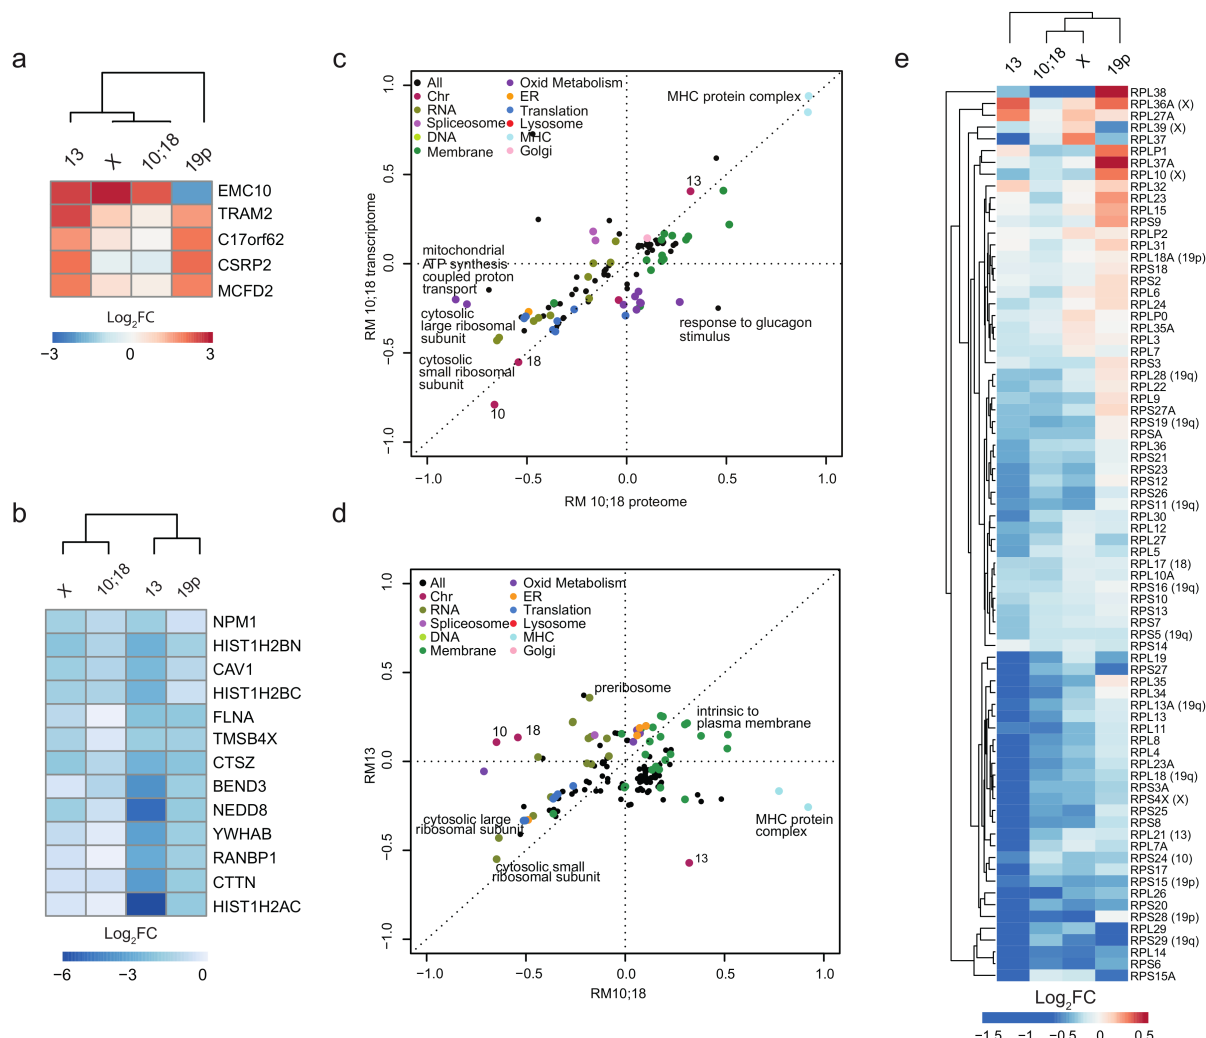 a
13
X
10;18
19p
EMC10
TRAM2
C17orf62
CSRP2
MCFD2
Log2FC
−3
0
3
b
X
10;18
13
19p
NPM1
HIST1H2BN
CAV1
HIST1H2BC
FLNA
TMSB4X
CTSZ
BEND3
NEDD8
YWHAB
RANBP1
CTTN
HIST1H2AC
Log2FC
−6
−3
0
c
RM 10;18 transcriptome
1.0
0.5
0.0
−0.5
−1.0
All
Chr
RNA
Spliceosome
DNA
Membrane
Oxid Metabolism
ER
Translation
Lysosome
MHC
Golgi
MHC protein complex
13
mitochondrial
ATP synthesis
coupled proton
transport
cytosolic
large ribosomal
subunit
cytosolic
small ribosomal
subunit
18
10
response to glucagon
stimulus
−1.0
−0.5
0.0
0.5
1.0
RM 10;18 proteome
d
RM13
1.0
0.5
0.0
−0.5
−1.0
All
Chr
RNA
Spliceosome
DNA
Membrane
Oxid Metabolism
ER
Translation
Lysosome
MHC
Golgi
preribosome
10
18
intrinsic to
plasma membrane
cytosolic large
ribosomal subunit
cytosolic small
ribosomal subunit
MHC protein
complex
13
−1.0
−0.5
0.0
0.5
1.0
RM10;18
e
13
10;18
X
19p
RPL38
RPL36A (X)
RPL27A
RPL39 (X)
RPL37
RPLP1
RPL37A
RPL10 (X)
RPL32
RPL23
RPL15
RPS9
RPLP2
RPL31
RPL18A (19p)
RPS18
RPS2
RPL6
RPL24
RPLP0
RPL35A
RPL3
RPL7
RPS3
RPL28 (19q)
RPL22
RPL9
RPS27A
RPS19 (19q)
RPSA
RPL36
RPS21
RPS23
RPS12
RPS26
RPS11 (19q)
RPL30
RPL12
RPL27
RPL5
RPL17 (18)
RPL10A
RPS16 (19q)
RPS10
RPS13
RPS7
RPS5 (19q)
RPS14
RPL19
RPS27
RPL35
RPL34
RPL13A (19q)
RPL13
RPL11
RPL8
RPL4
RPL23A
RPL18 (19q)
RPS3A
RPS4X (X)
RPS25
RPS8
RPL21 (13)
RPL7A
RPS24 (10)
RPS17
RPS15 (19p)
RPL26
RPS20
RPS28 (19p)
RPL29
RPS29 (19q)
RPL14
RPS6
RPS15A
Log2FC
−1.5
−1
−0.5
0
0.5